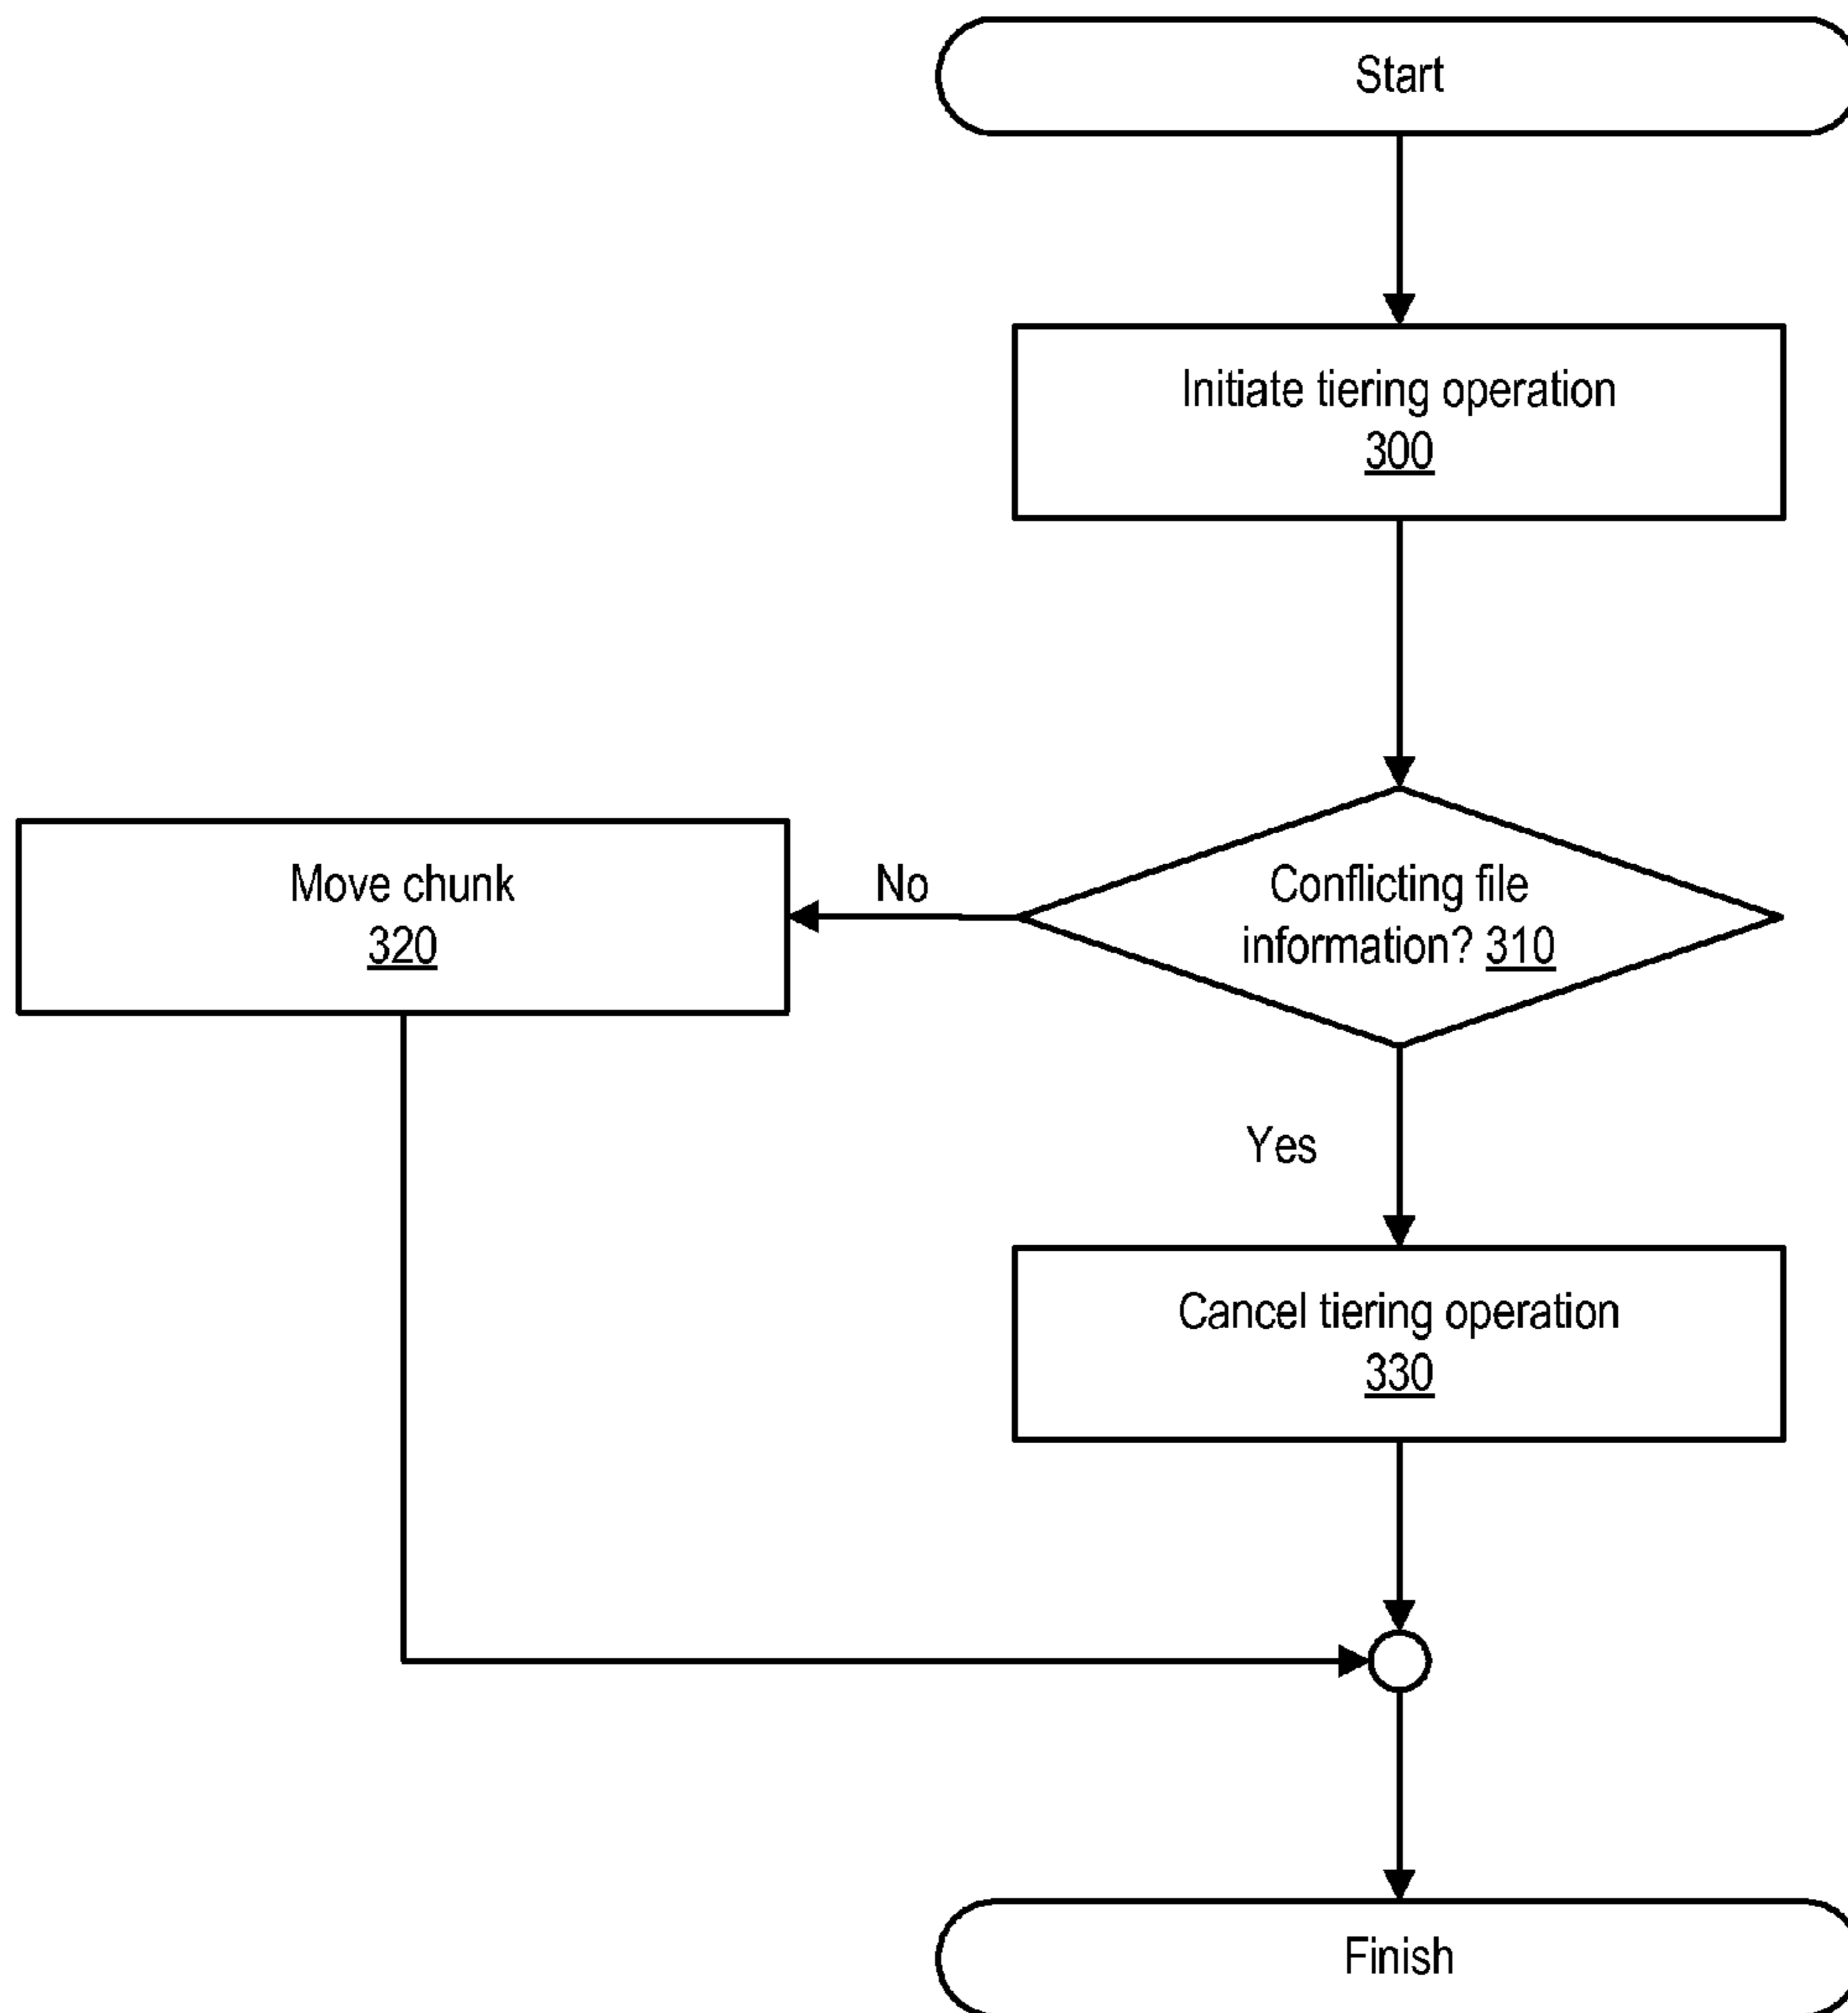 Start
Initiate tiering operation
300
Conflicting file
information? 310
No
Move chunk
320
Yes
Cancel tiering operation
330
Finish